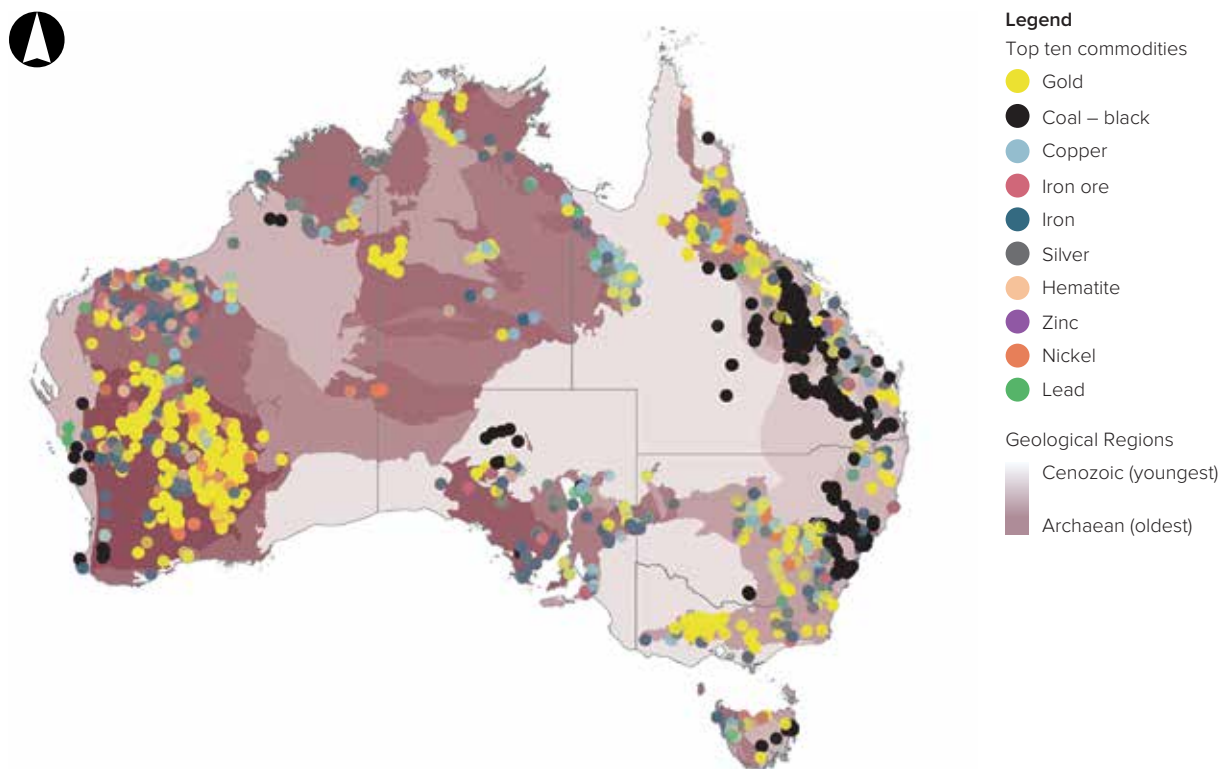 Legend
Top ten commodities
Gold
Coal – black
Copper
Iron ore
Iron
Silver
Hematite
Zinc
Nickel
Lead
Geological Regions
Cenozoic (youngest)
Archaean (oldest)